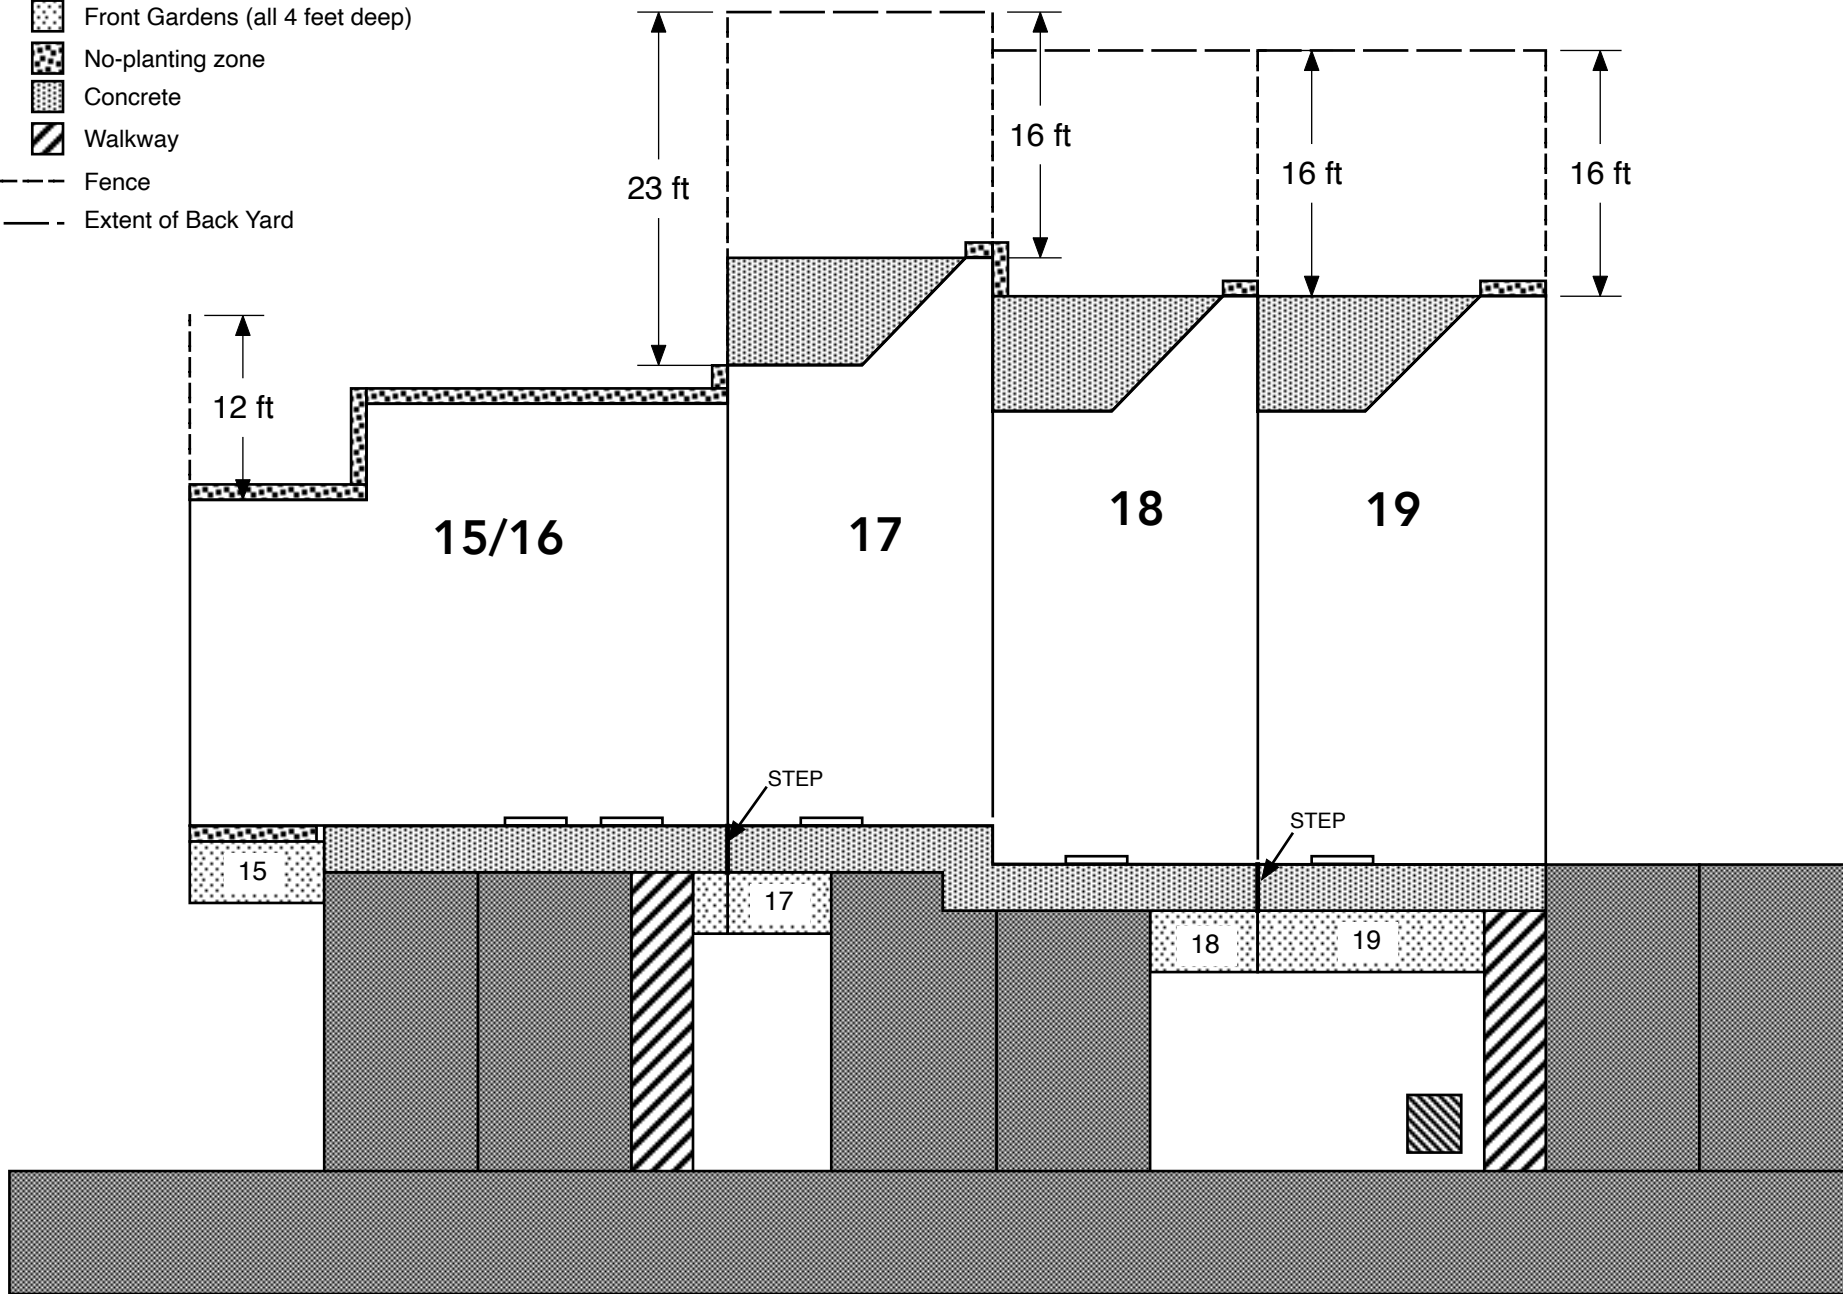 Front Gardens (all 4 feet deep)
No-planting zone
Concrete
Walkway
Fence
Extent of Back Yard
23 ft
16 ft
16 ft
16 ft
12 ft
15/16
17
18
19
STEP
STEP
15
17
18
19